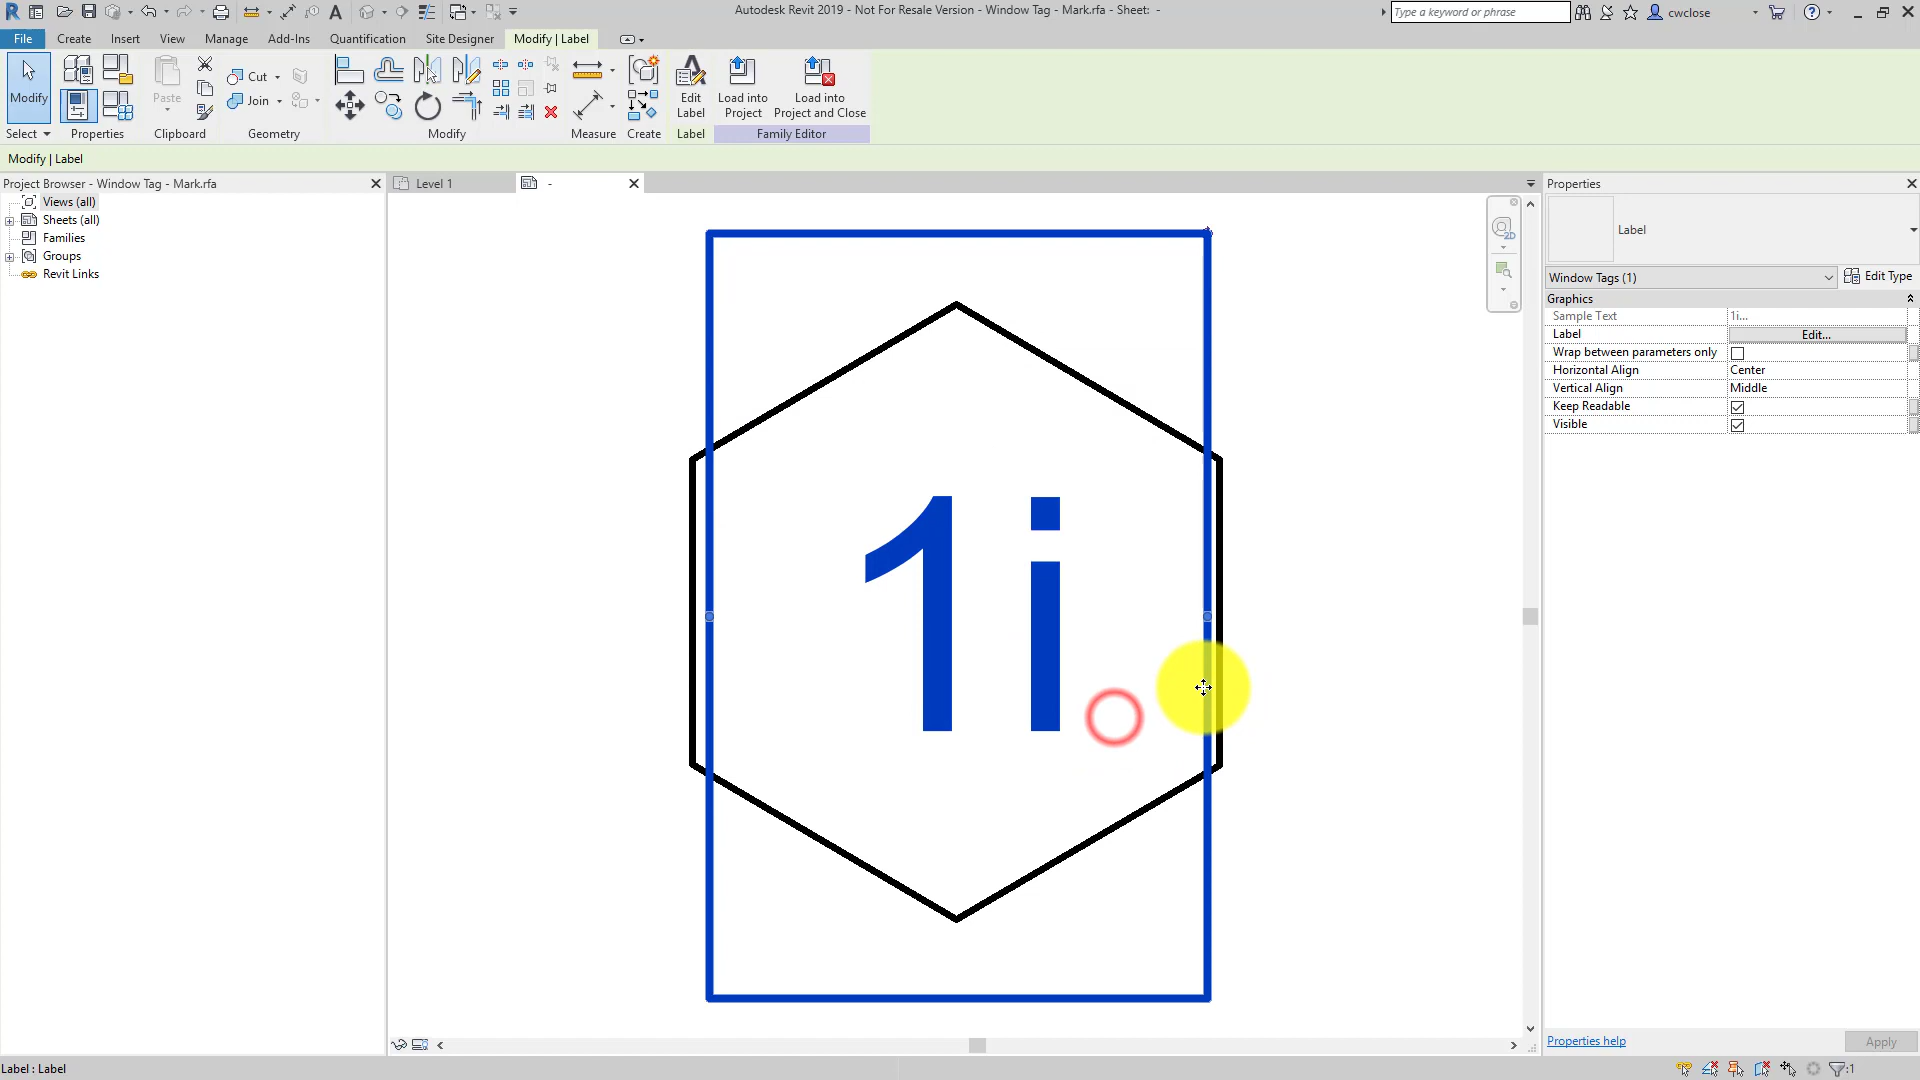 Autodesk Revit 2019 - Not For Resale Version - Window Tag - Mark.rfa - Sheet: -
Type a keyword or phrase
cwclose
File Create Insert View Manage Add-Ins Quantification Site Designer Modify | Label
Modify
Paste
Cut
Join
Edit
Label
Load into
Project
Load into
Project and Close
Select Properties Clipboard Geometry Modify Measure Create Label Family Editor
Modify | Label
Project Browser - Window Tag - Mark.rfa
Views (all)
Sheets (all)
Families
Groups
Revit Links
Level 1
-
1i
2D
Properties
Label
Window Tags (1)
Edit Type
Graphics
Sample Text 1i...
Label Edit...
Wrap between parameters only
Horizontal Align Center
Vertical Align Middle
Keep Readable
Visible
Properties help
Apply
Label : Label
:1